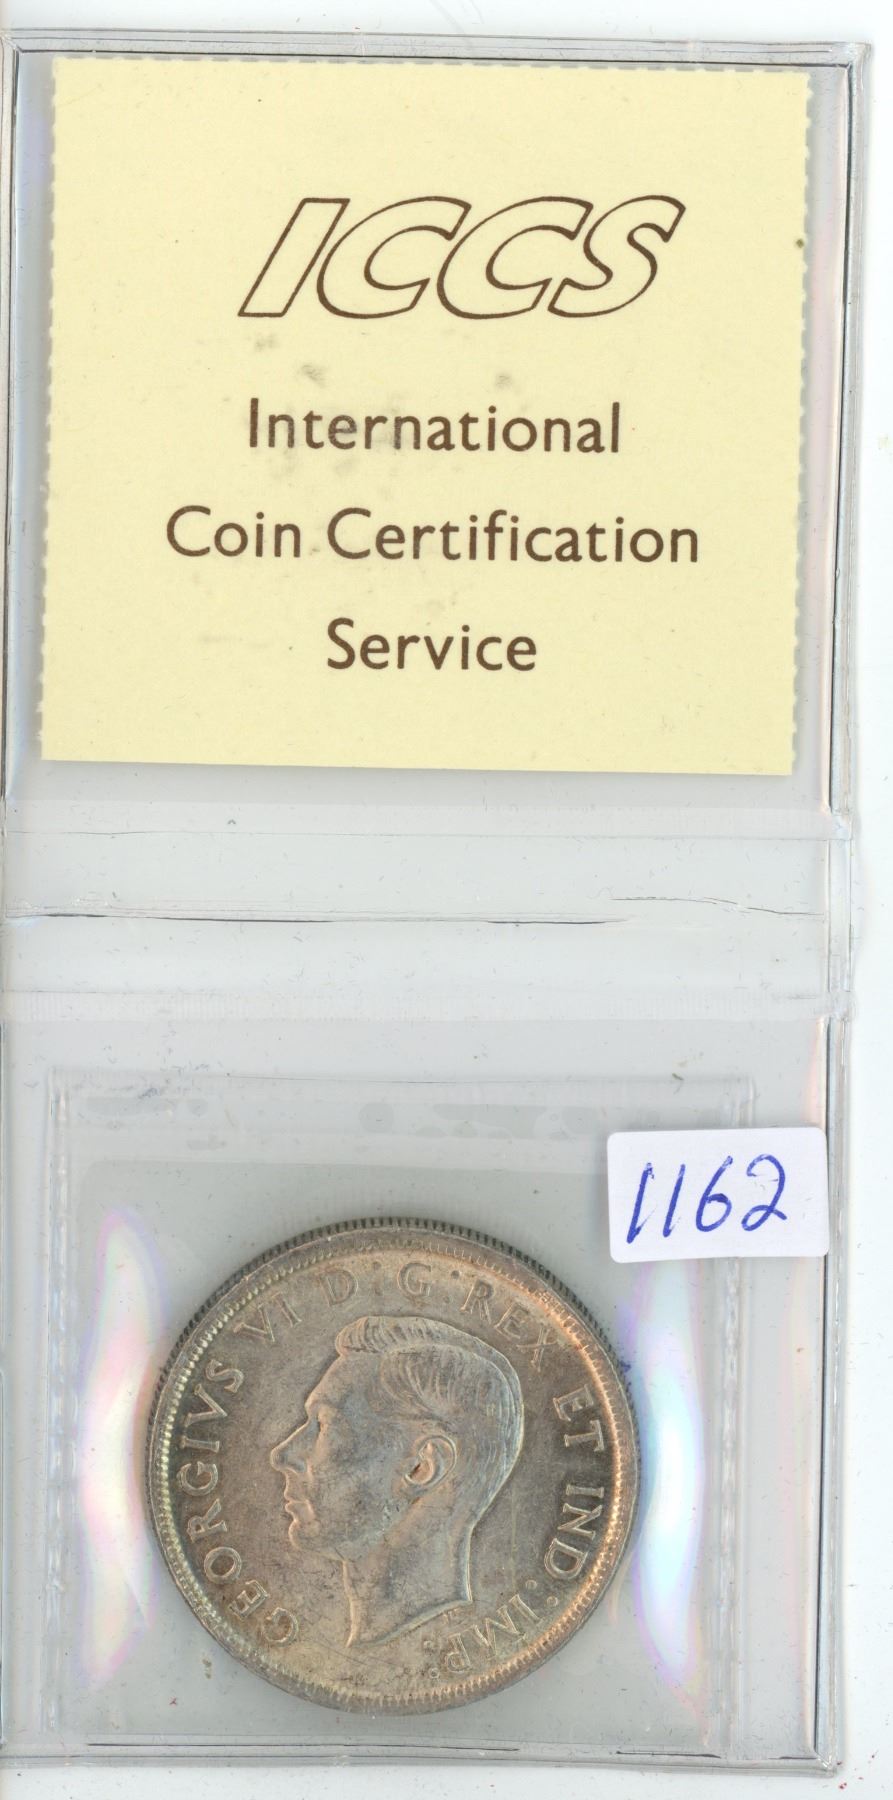 ICCS
International
Coin Certification
Service
1162
GEORGIVS VI D:G:REX ET IND:IMP: